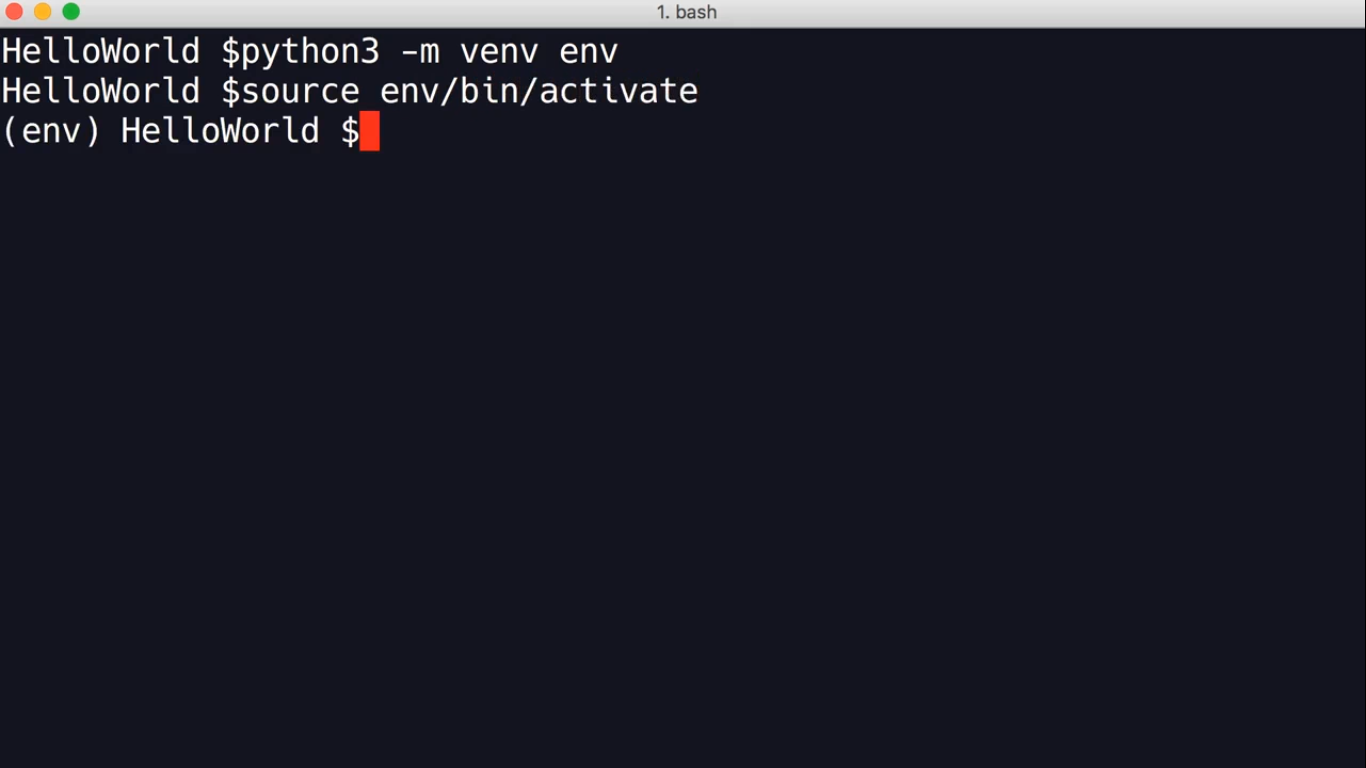 1. bash
HelloWorld $python3 -m venv env
HelloWorld $source env/bin/activate
(env) HelloWorld $